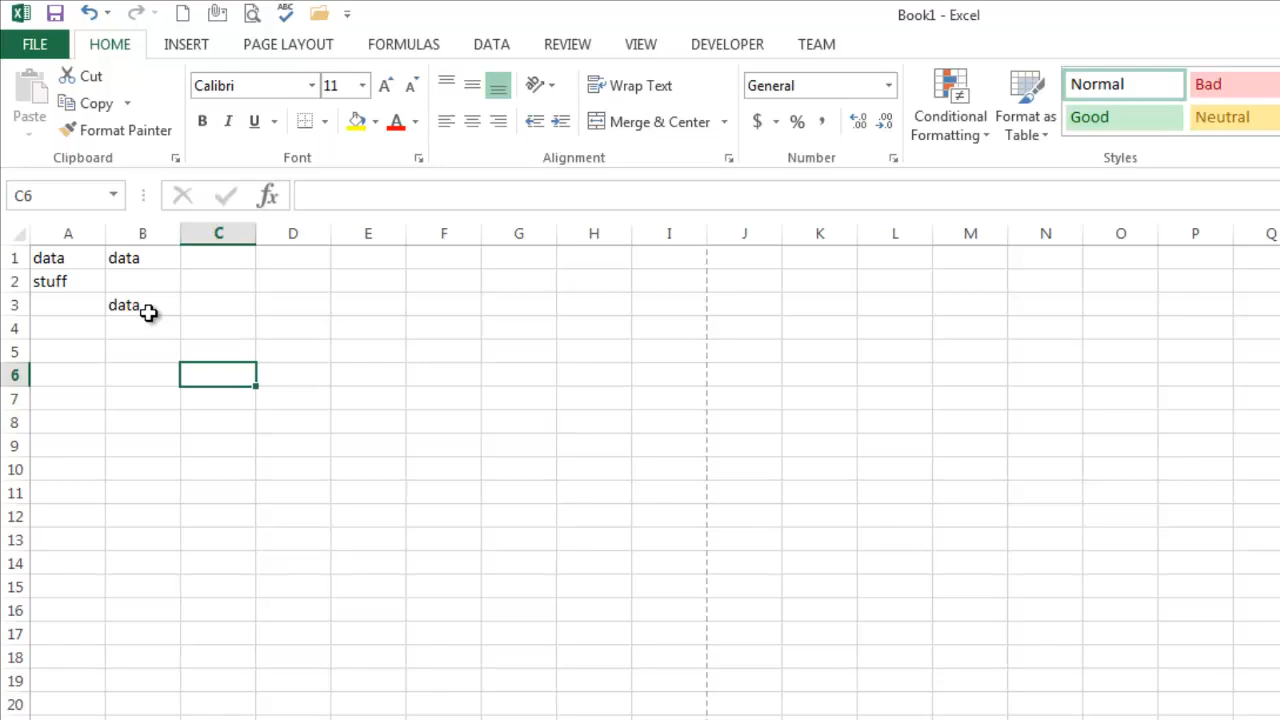 Book1 - Excel
FILE HOME INSERT PAGE LAYOUT FORMULAS DATA REVIEW VIEW DEVELOPER TEAM
Paste
Cut
Copy
Format Painter
Clipboard
Calibri 11
B I U A
Font
Wrap Text
Merge & Center
Alignment
General
$ % ,
Number
Conditional Formatting
Format as Table
Normal Bad
Good Neutral
Styles
C6 fx
A B C D E F G H I J K L M N O P Q
1 data data
2 stuff
3 data
4
5
6
7
8
9
10
11
12
13
14
15
16
17
18
19
20